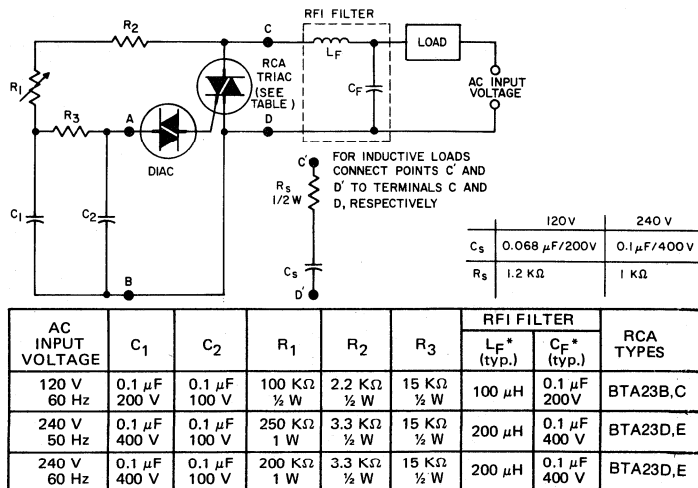 RFI FILTER
R2
C
LF
LOAD
RCA
TRIAC
(SEE
TABLE)
CF
AC INPUT
VOLTAGE
R1
R3
A
D
DIAC
C1
C2
B
C'
RS
1/2 W
CS
D'
FOR INDUCTIVE LOADS
CONNECT POINTS C' AND
D' TO TERMINALS C AND
D, RESPECTIVELY
120V 240 V
CS 0.068 µF/200V 0.1µF/400 V
RS 1.2 KΩ 1 KΩ
AC INPUT VOLTAGE C1 C2 R1 R2 R3 RFI FILTER LF* (typ.) CF* (typ.) RCA TYPES
120 V 0.1 µF 0.1 µF 100 KΩ 2.2 KΩ 15 KΩ 100 µH 0.1 µF BTA23B,C
60 Hz 200 V 100 V ½ W ½ W ½ W 200V
240 V 0.1 µF 0.1 µF 250 KΩ 3.3 KΩ 15 KΩ 200 µH 0.1 µF BTA23D,E
50 Hz 400 V 100 V 1 W ½ W ½ W 400 V
240 V 0.1 µF 0.1 µF 200 KΩ 3.3 KΩ 15 KΩ 200 µH 0.1 µF BTA23D,E
60 Hz 400 V 100 V 1 W ½ W ½ W 400 V